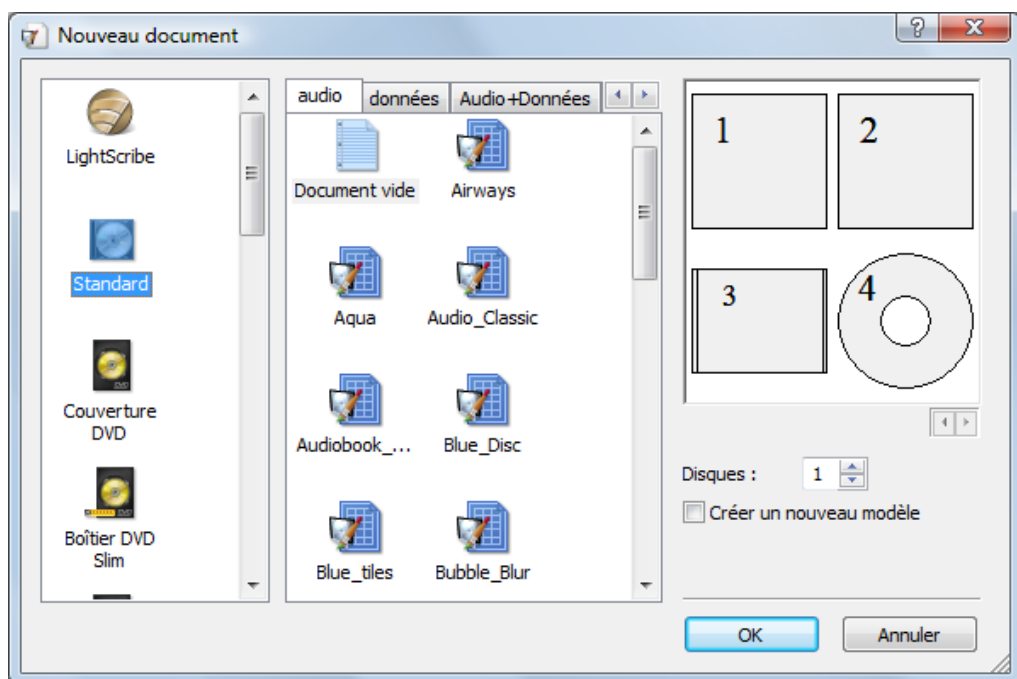 Nouveau document
LightScribe
Standard
Couverture
DVD
Boîtier DVD
Slim
audio
données
Audio+Données
Document vide
Airways
Aqua
Audio_Classic
Audiobook_...
Blue_Disc
Blue_tiles
Bubble_Blur
1
2
3
4
Disques :
1
Créer un nouveau modèle
OK
Annuler